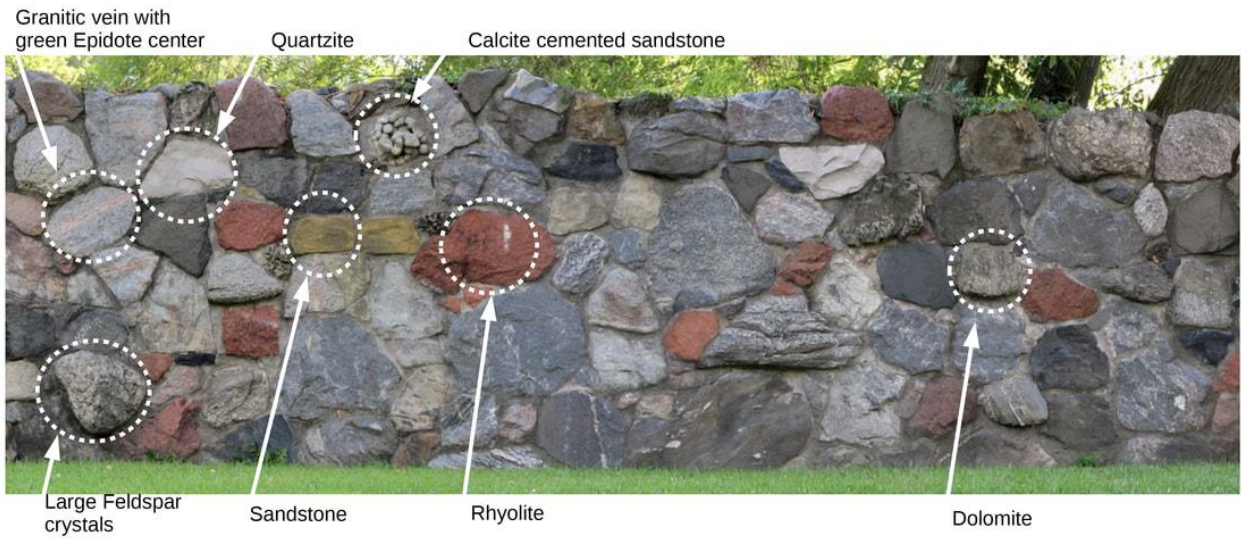 Granitic vein with
green Epidote center
Quartzite
Calcite cemented sandstone
Large Feldspar
crystals
Sandstone
Rhyolite
Dolomite